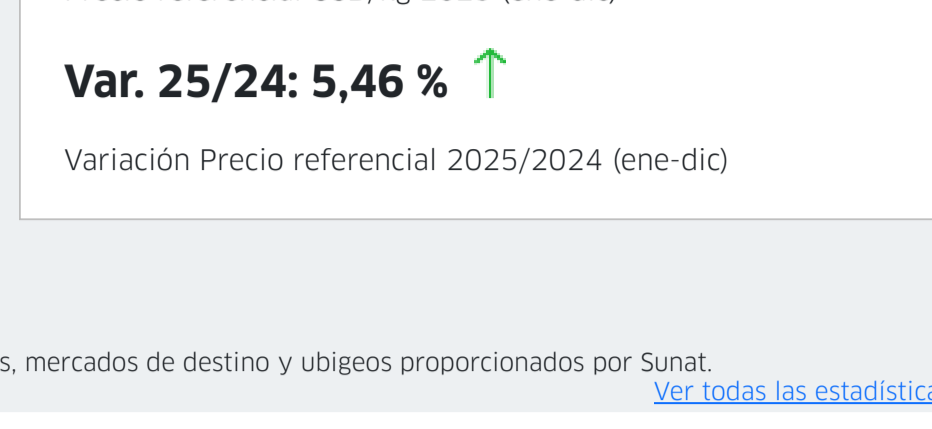 Var. 25/24: 5,46 %
Variación Precio referencial 2025/2024 (ene-dic)
s, mercados de destino y ubigeos proporcionados por Sunat.
Ver todas las estadística